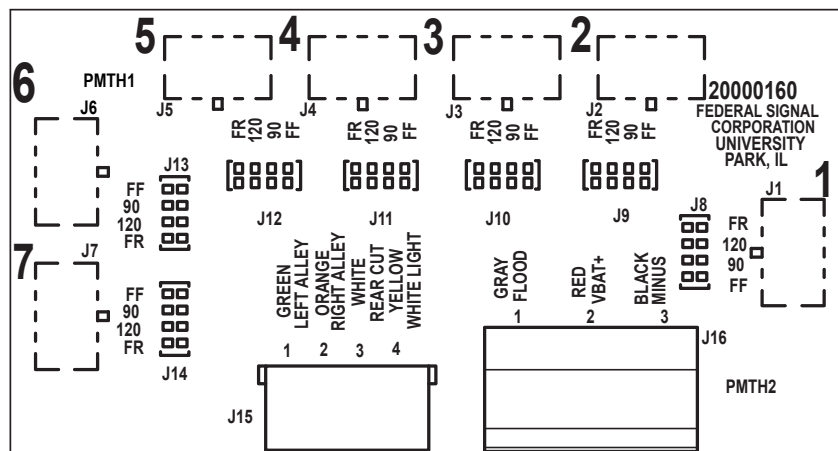 5
4
3
2
6
PMTH1
J6
J5
J4
J3
J2
20000160
FEDERAL SIGNAL
CORPORATION
UNIVERSITY
PARK, IL
FR 120 90 FF
FR 120 90 FF
FR 120 90 FF
FR 120 90 FF
1
J1
J13
FF
90
120
FR
J12
J11
J10
J9
J8
FR
120
90
FF
7
J7
FF
90
120
FR
J14
GREEN
LEFT ALLEY
ORANGE
RIGHT ALLEY
WHITE
REAR CUT
YELLOW
WHITE LIGHT
1 2 3 4
J15
GRAY
FLOOD
RED
VBAT+
BLACK
MINUS
1 2 3
J16
PMTH2